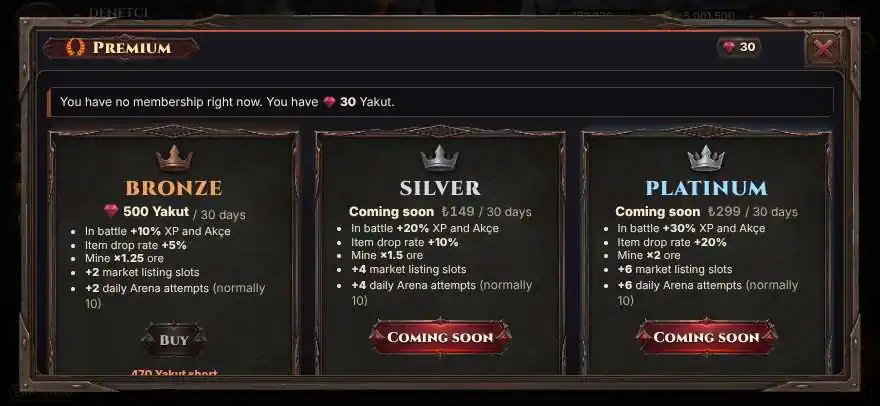 DENETCI
5.001.500
30
PREMIUM
30
You have no membership right now. You have 30 Yakut.
BRONZE
500 Yakut / 30 days
• In battle +10% XP and Akçe
• Item drop rate +5%
• Mine ×1.25 ore
• +2 market listing slots
• +2 daily Arena attempts (normally
10)
BUY
470 Yakut short
SILVER
Coming soon ₺149 / 30 days
• In battle +20% XP and Akçe
• Item drop rate +10%
• Mine ×1.5 ore
• +4 market listing slots
• +4 daily Arena attempts (normally
10)
COMING SOON
PLATINUM
Coming soon ₺299 / 30 days
• In battle +30% XP and Akçe
• Item drop rate +20%
• Mine ×2 ore
• +6 market listing slots
• +6 daily Arena attempts (normally
10)
COMING SOON